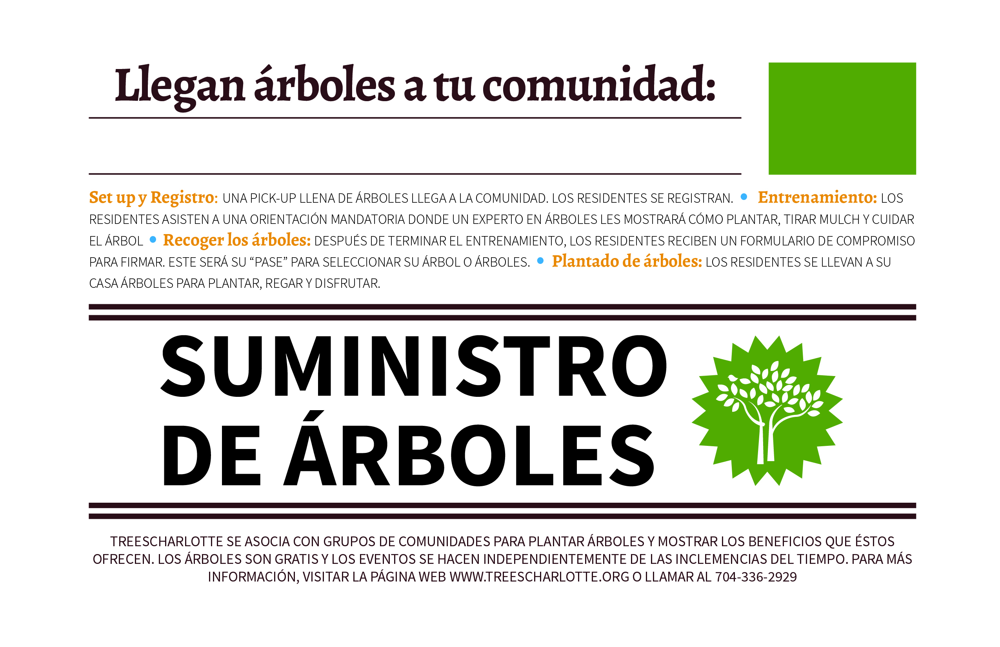 Llegan árboles a tu comunidad:
Set up y Registro: UNA PICK-UP LLENA DE ÁRBOLES LLEGA A LA COMUNIDAD. LOS RESIDENTES SE REGISTRAN. • Entrenamiento: LOS
RESIDENTES ASISTEN A UNA ORIENTACIÓN MANDATORIA DONDE UN EXPERTO EN ÁRBOLES LES MOSTRARÁ CÓMO PLANTAR, TIRAR MULCH Y CUIDAR
EL ÁRBOL • Recoger los árboles: DESPUÉS DE TERMINAR EL ENTRENAMIENTO, LOS RESIDENTES RECIBEN UN FORMULARIO DE COMPROMISO
PARA FIRMAR. ESTE SERÁ SU “PASE” PARA SELECCIONAR SU ÁRBOL O ÁRBOLES. • Plantado de árboles: LOS RESIDENTES SE LLEVAN A SU
CASA ÁRBOLES PARA PLANTAR, REGAR Y DISFRUTAR.
SUMINISTRO
DE ÁRBOLES
TREESCHARLOTTE SE ASOCIA CON GRUPOS DE COMUNIDADES PARA PLANTAR ÁRBOLES Y MOSTRAR LOS BENEFICIOS QUE ÉSTOS
OFRECEN. LOS ÁRBOLES SON GRATIS Y LOS EVENTOS SE HACEN INDEPENDIENTEMENTE DE LAS INCLEMENCIAS DEL TIEMPO. PARA MÁS
INFORMACIÓN, VISITAR LA PÁGINA WEB WWW.TREESCHARLOTTE.ORG O LLAMAR AL 704-336-2929